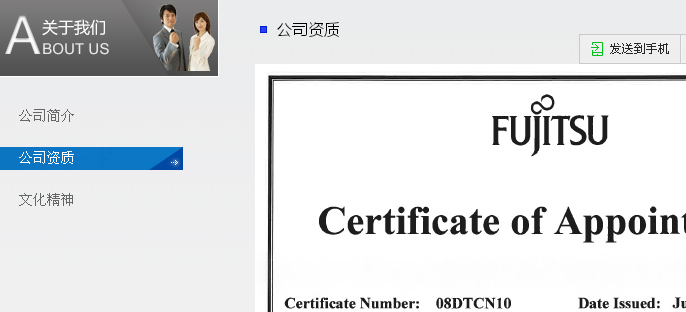 A 关于我们
BOUT US
公司简介
公司资质
文化精神
公司资质
发送到手机
FUJITSU
Certificate of Appoint
Certificate Number: 08DTCN10 Date Issued: Ju